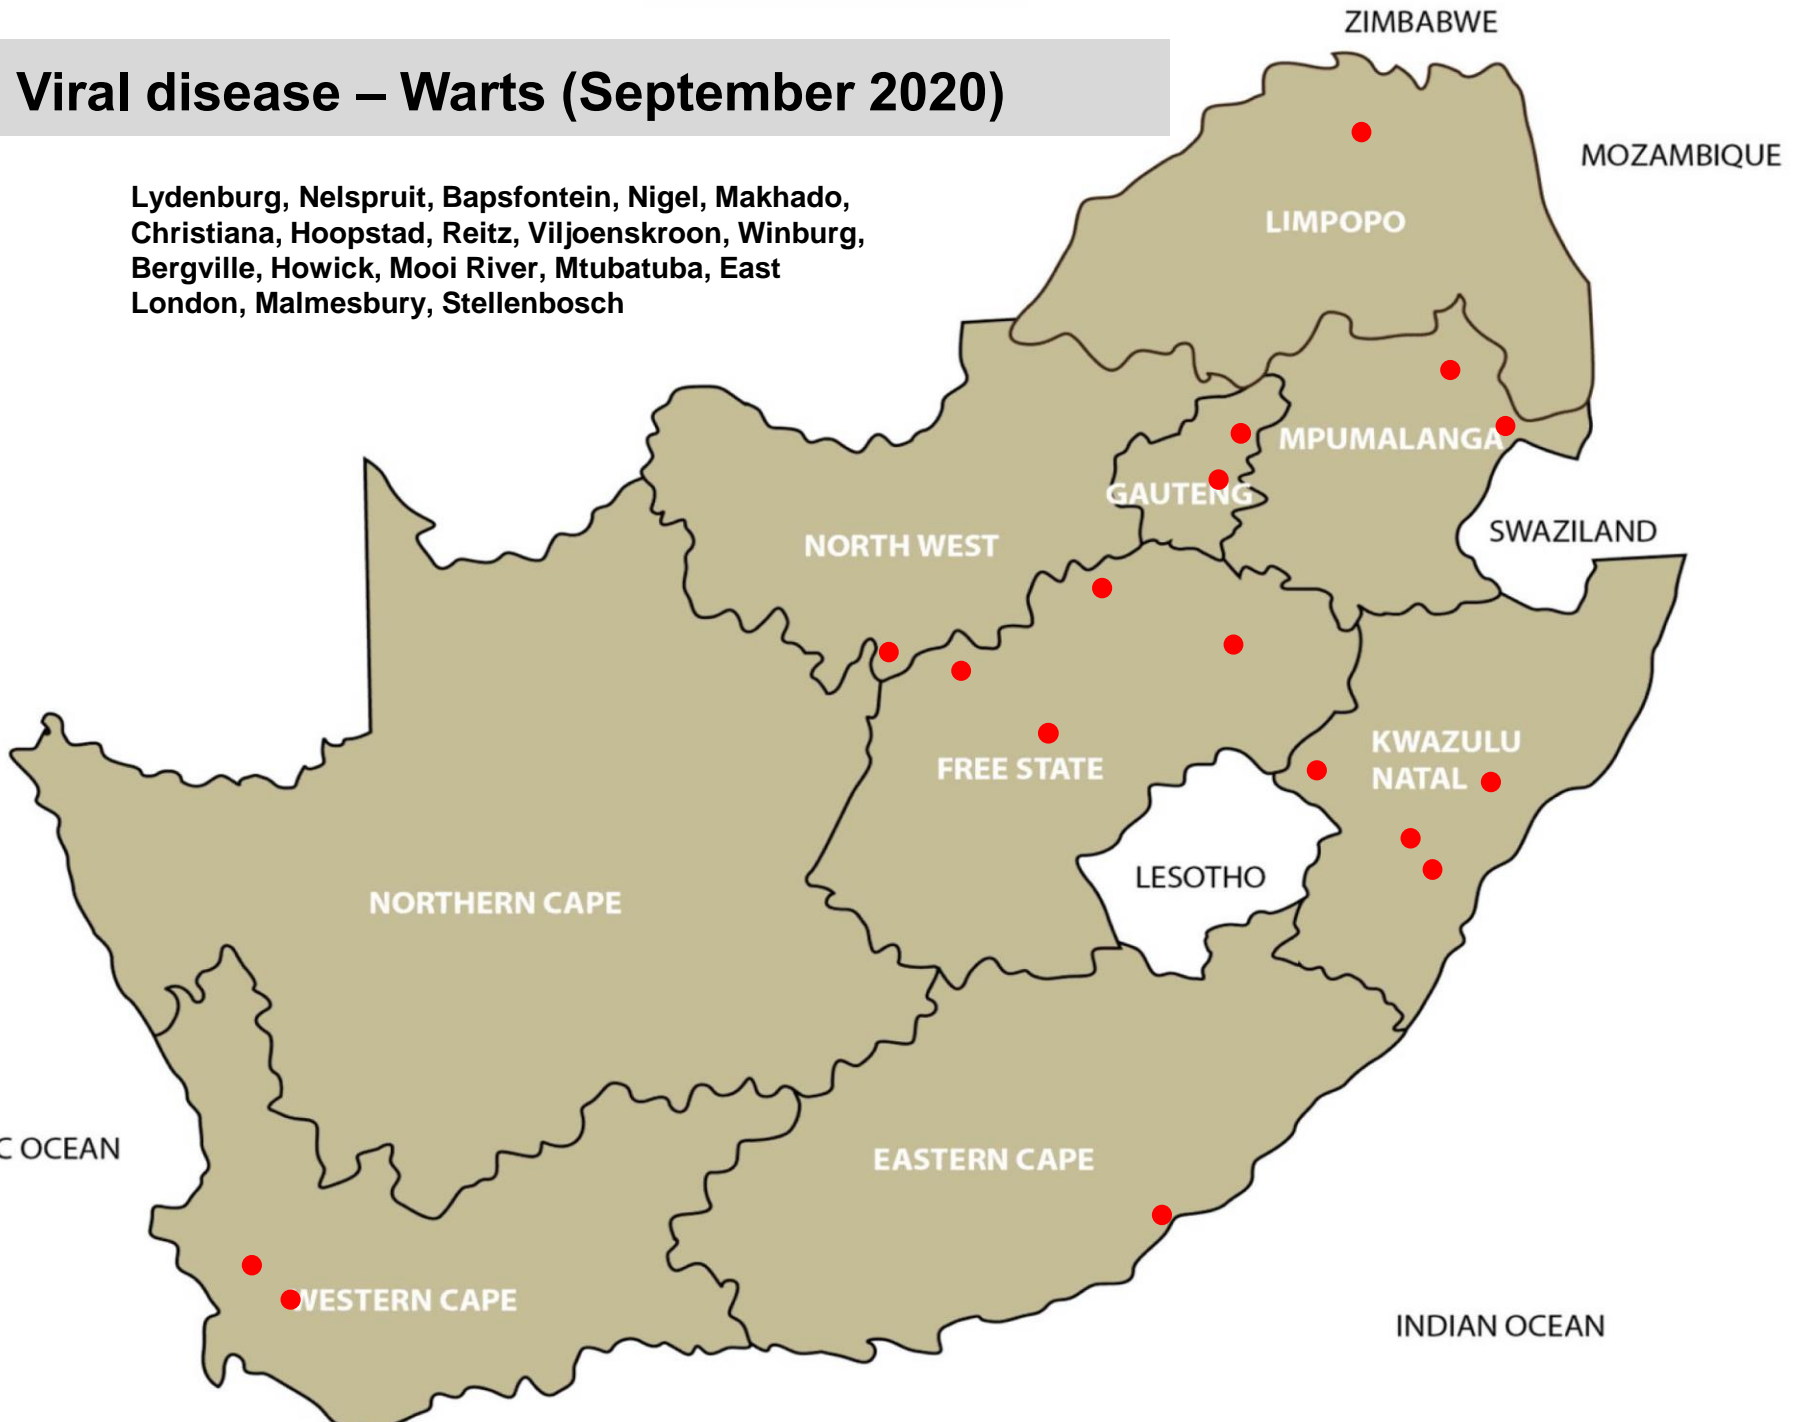 ZIMBABWE
Viral disease – Warts (September 2020)
MOZAMBIQUE
Lydenburg, Nelspruit, Bapsfontein, Nigel, Makhado,
Christiana, Hoopstad, Reitz, Viljoenskroon, Winburg,
Bergville, Howick, Mooi River, Mtubatuba, East
London, Malmesbury, Stellenbosch
LIMPOPO
MPUMALANGA
GAUTENG
SWAZILAND
NORTH WEST
KWAZULU
NATAL
FREE STATE
LESOTHO
NORTHERN CAPE
C OCEAN
EASTERN CAPE
WESTERN CAPE
INDIAN OCEAN